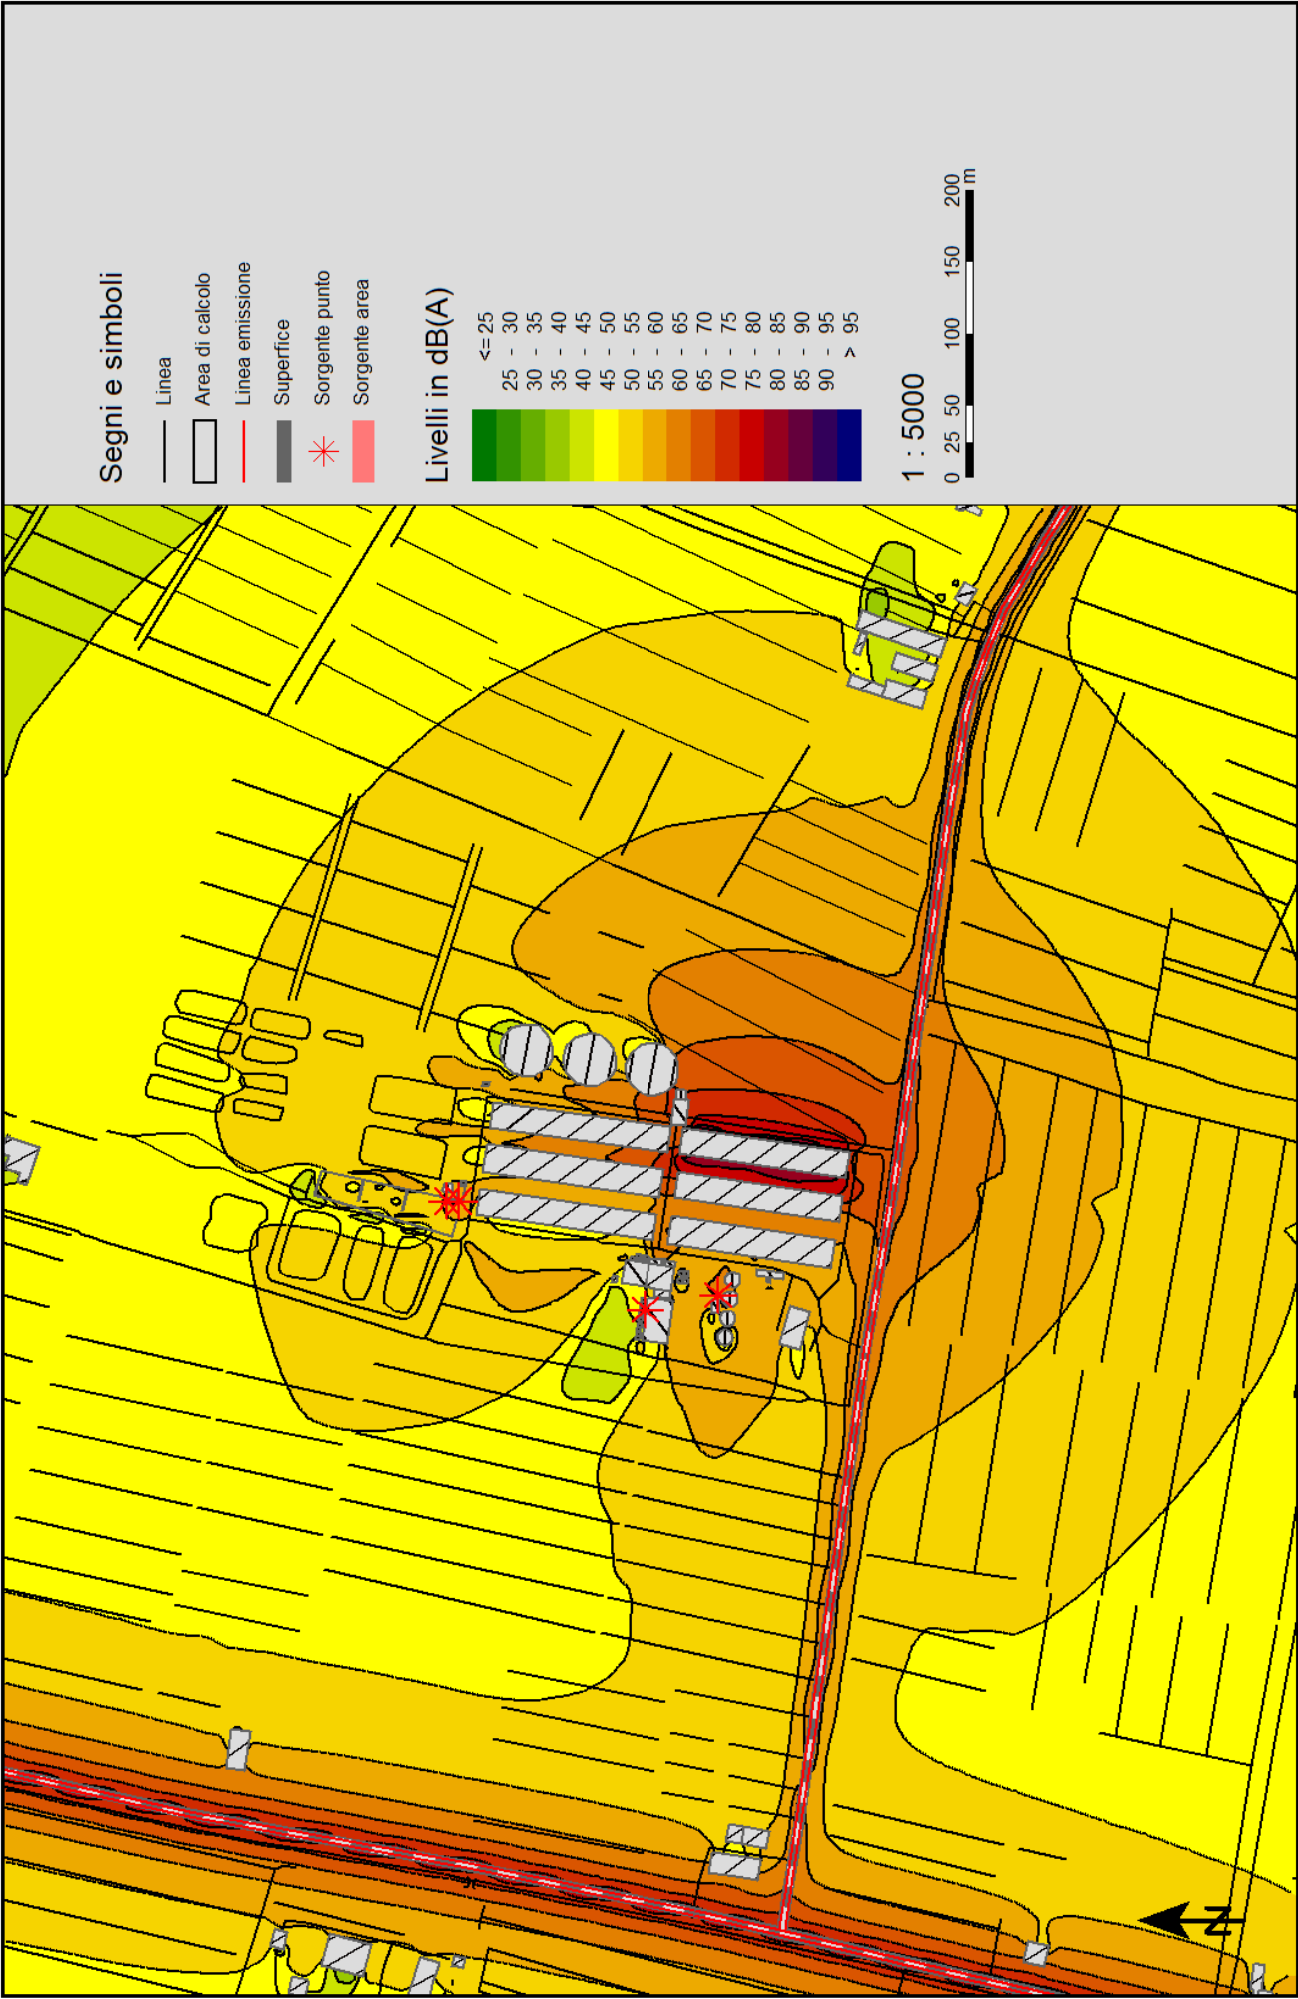 Segni e simboli
Linea
Area di calcolo
Linea emissione
Superfice
Sorgente punto
Sorgente area
Livelli in dB(A)
<=25
25 - 30
30 - 35
35 - 40
40 - 45
45 - 50
50 - 55
55 - 60
60 - 65
65 - 70
70 - 75
75 - 80
80 - 85
85 - 90
90 - 95
> 95
1 : 5000
0 25 50 100 150 200
m
N